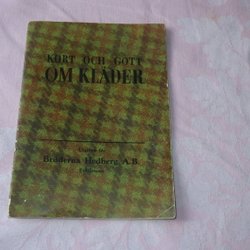 KORT OCH GOTT
OM KLÄDER
Bröderna Hedberg A.B.